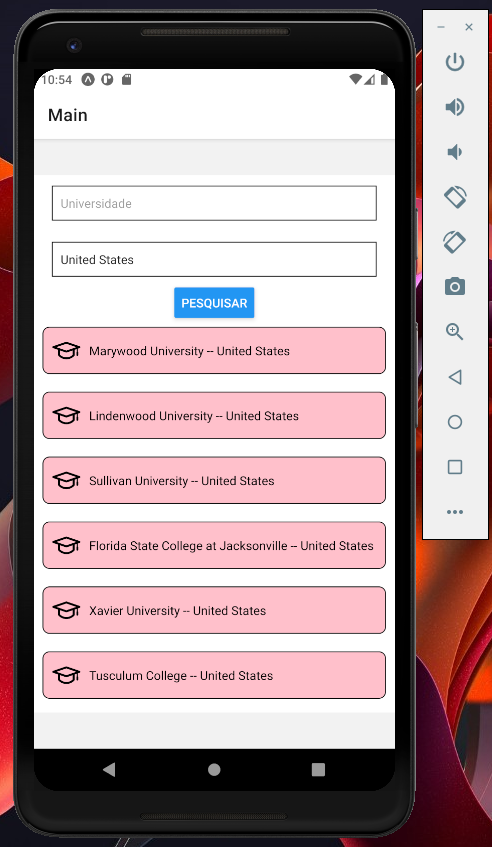 10:54
Main
Universidade
United States
PESQUISAR
Marywood University -- United States
Lindenwood University -- United States
Sullivan University -- United States
Florida State College at Jacksonville -- United States
Xavier University -- United States
Tusculum College -- United States